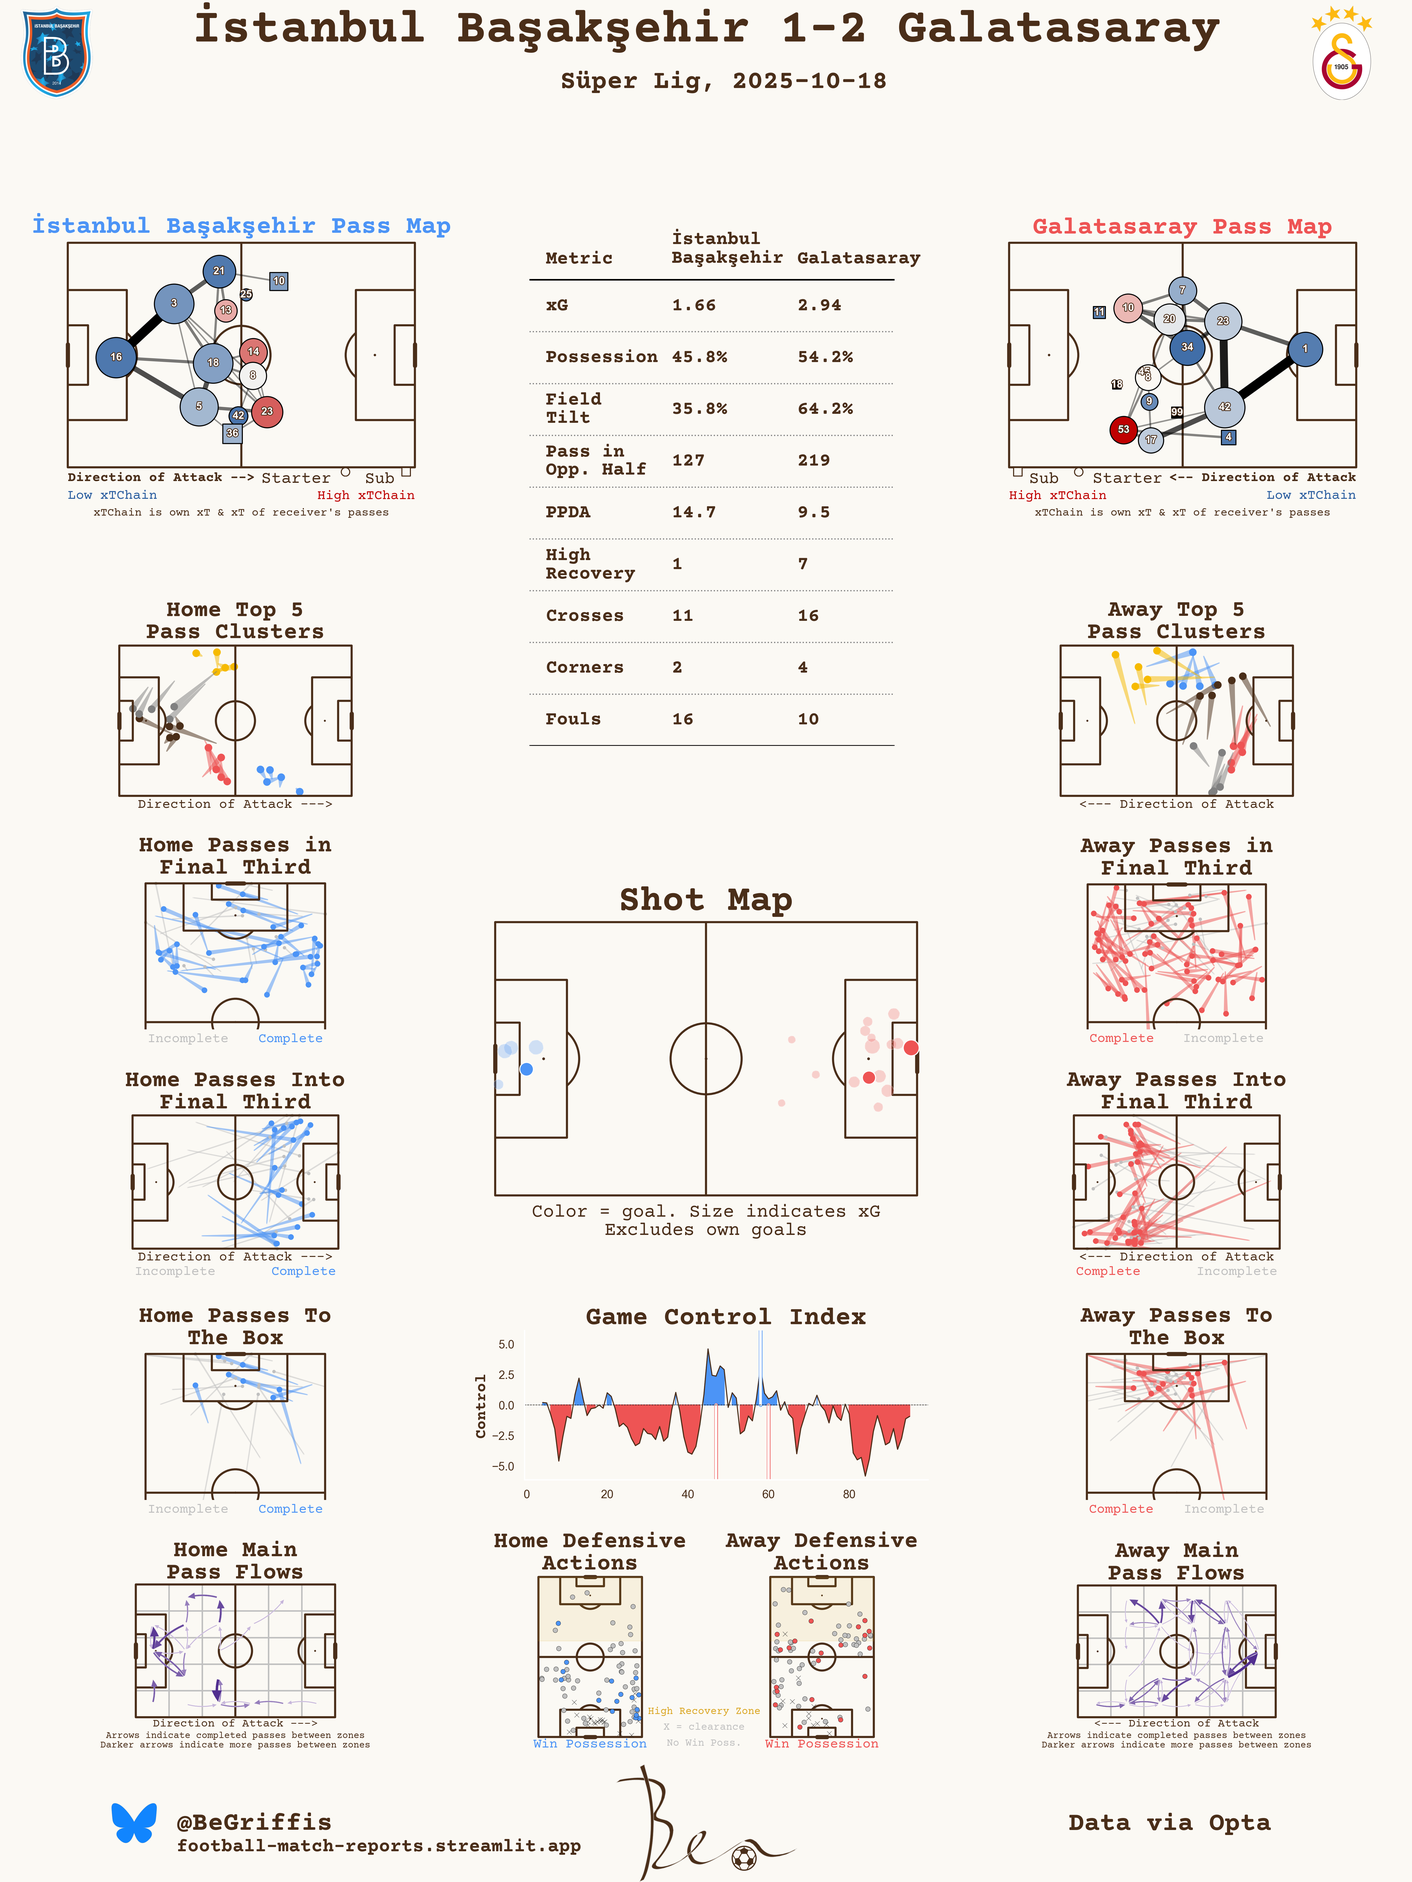 İstanbul Başakşehir 1-2 Galatasaray
Süper Lig, 2025-10-18
İSTANBUL BAŞAKŞEHİR
2014
1905
İstanbul Başakşehir Pass Map
21
10
25
3
13
16
14
18
8
5
42
23
36
Direction of Attack --> Starter Sub
Low xTChain High xTChain
xTChain is own xT & xT of receiver's passes
Metric İstanbul Başakşehir Galatasaray
xG 1.66 2.94
Possession 45.8% 54.2%
Field Tilt 35.8% 64.2%
Pass in Opp. Half 127 219
PPDA 14.7 9.5
High Recovery 1 7
Crosses 11 16
Corners 2 4
Fouls 16 10
Galatasaray Pass Map
7
11
10
20
23
34
1
45
8
18
9
99
42
53
17
4
Sub Starter <-- Direction of Attack
High xTChain Low xTChain
xTChain is own xT & xT of receiver's passes
Home Top 5
Pass Clusters
Direction of Attack --->
Away Top 5
Pass Clusters
<--- Direction of Attack
Home Passes in
Final Third
Incomplete Complete
Shot Map
Color = goal. Size indicates xG
Excludes own goals
Away Passes in
Final Third
Complete Incomplete
Home Passes Into
Final Third
Direction of Attack --->
Incomplete Complete
Away Passes Into
Final Third
<--- Direction of Attack
Complete Incomplete
Home Passes To
The Box
Incomplete Complete
Game Control Index
Control
5.0
2.5
0.0
−2.5
−5.0
0 20 40 60 80
Away Passes To
The Box
Complete Incomplete
Home Main
Pass Flows
Direction of Attack --->
Arrows indicate completed passes between zones
Darker arrows indicate more passes between zones
Home Defensive
Actions
Win Possession
High Recovery Zone
X = clearance
No Win Poss.
Away Defensive
Actions
Win Possession
Away Main
Pass Flows
<--- Direction of Attack
Arrows indicate completed passes between zones
Darker arrows indicate more passes between zones
@BeGriffis
football-match-reports.streamlit.app
Ben
Data via Opta